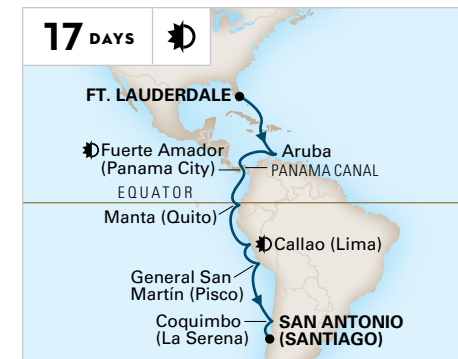 17 DAYS
FT. LAUDERDALE
Fuerte Amador
(Panama City)
Aruba
PANAMA CANAL
EQUATOR
Manta (Quito)
Callao (Lima)
General San
Martín (Pisco)
Coquimbo
(La Serena)
SAN ANTONIO
(SANTIAGO)